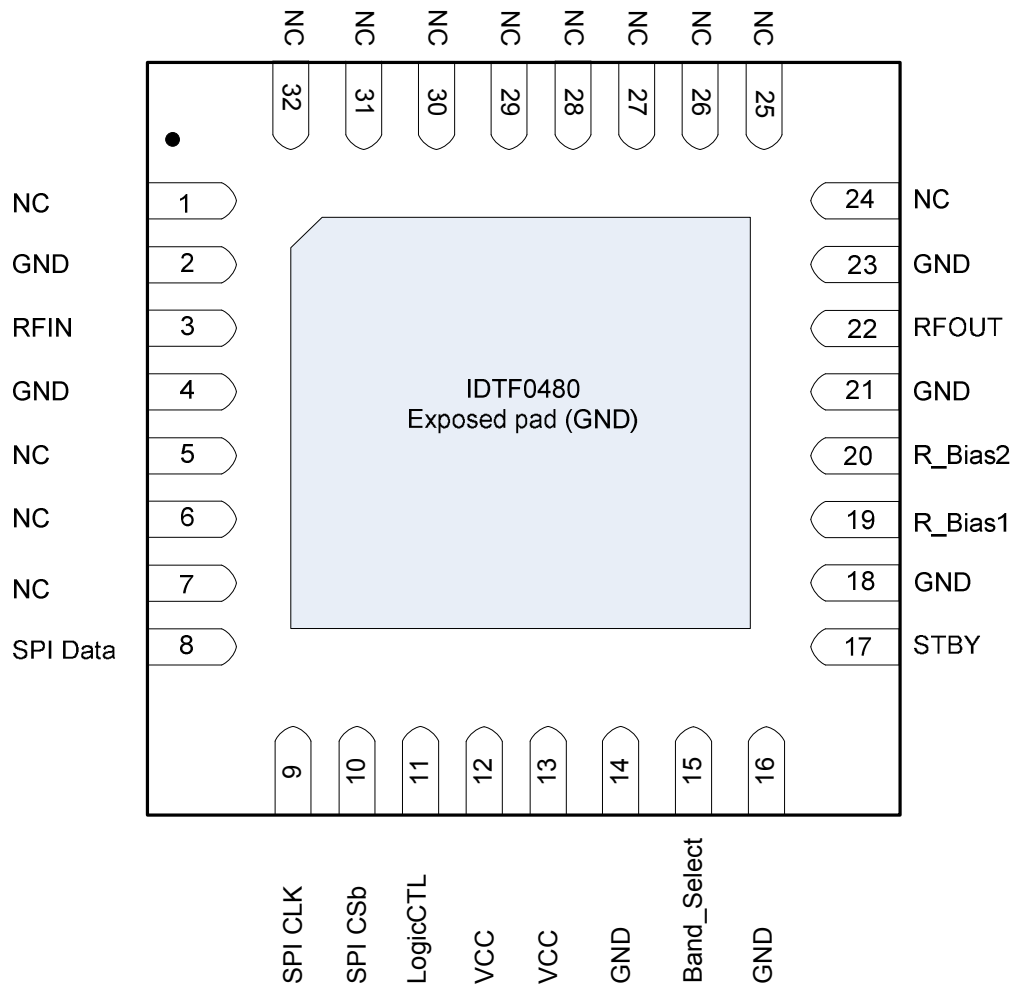 NC NC NC NC NC NC NC NC
32 31 30 29 28 27 26 25
NC 1
GND 2
RFIN 3
GND 4
NC 5
NC 6
NC 7
SPI Data 8
IDTF0480
Exposed pad (GND)
24 NC
23 GND
22 RFOUT
21 GND
20 R_Bias2
19 R_Bias1
18 GND
17 STBY
9 10 11 12 13 14 15 16
SPI CLK
SPI CSb
LogicCTL
VCC
VCC
GND
Band_Select
GND